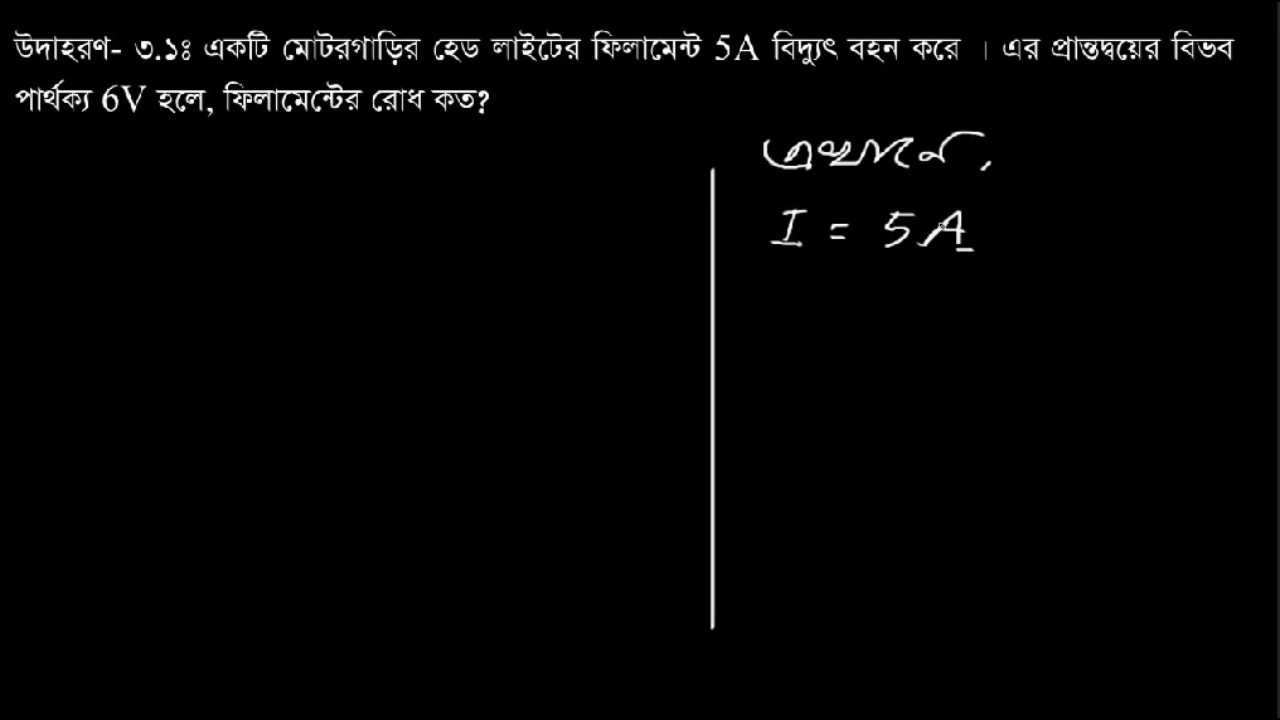 উদাহরণ- ৩.১ঃ একটি মোটরগাড়ির হেড লাইটের ফিলামেন্ট 5A বিদ্যুৎ বহন করে । এর প্রান্তদ্বয়ের বিভব
পার্থক্য 6V হলে, ফিলামেন্টের রোধ কত?
এখানে,
I = 5A